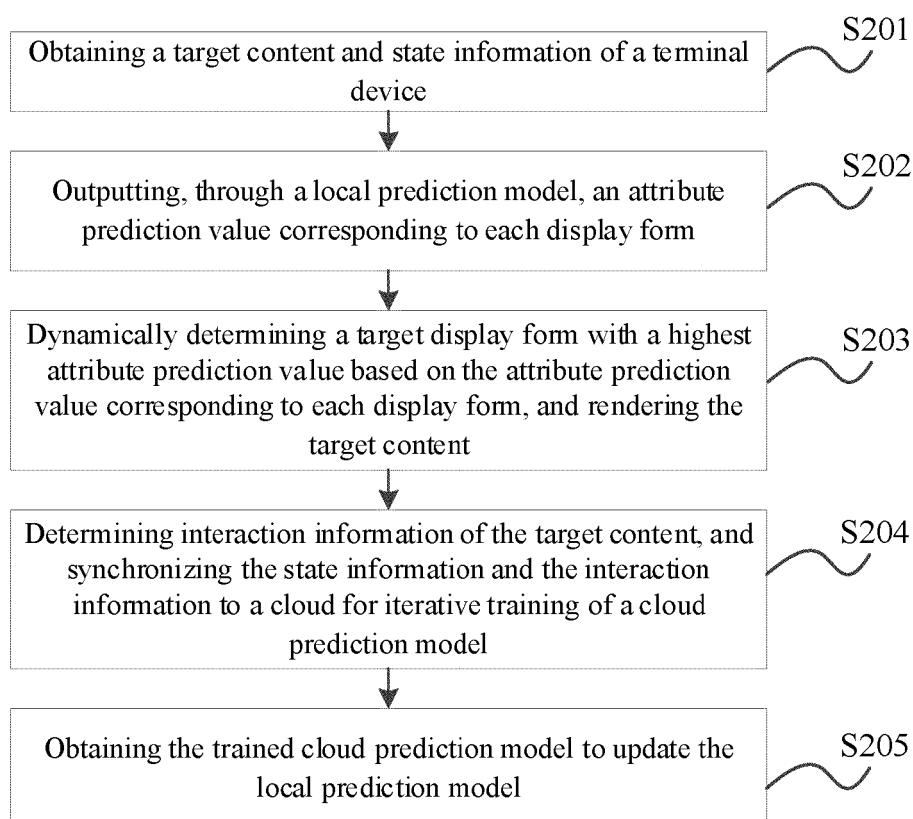 S201
Obtaining a target content and state information of a terminal
device
S202
Outputting, through a local prediction model, an attribute
prediction value corresponding to each display form
S203
Dynamically determining a target display form with a highest
attribute prediction value based on the attribute prediction
value corresponding to each display form, and rendering the
target content
S204
Determining interaction information of the target content, and
synchronizing the state information and the interaction
information to a cloud for iterative training of a cloud
prediction model
S205
Obtaining the trained cloud prediction model to update the
local prediction model